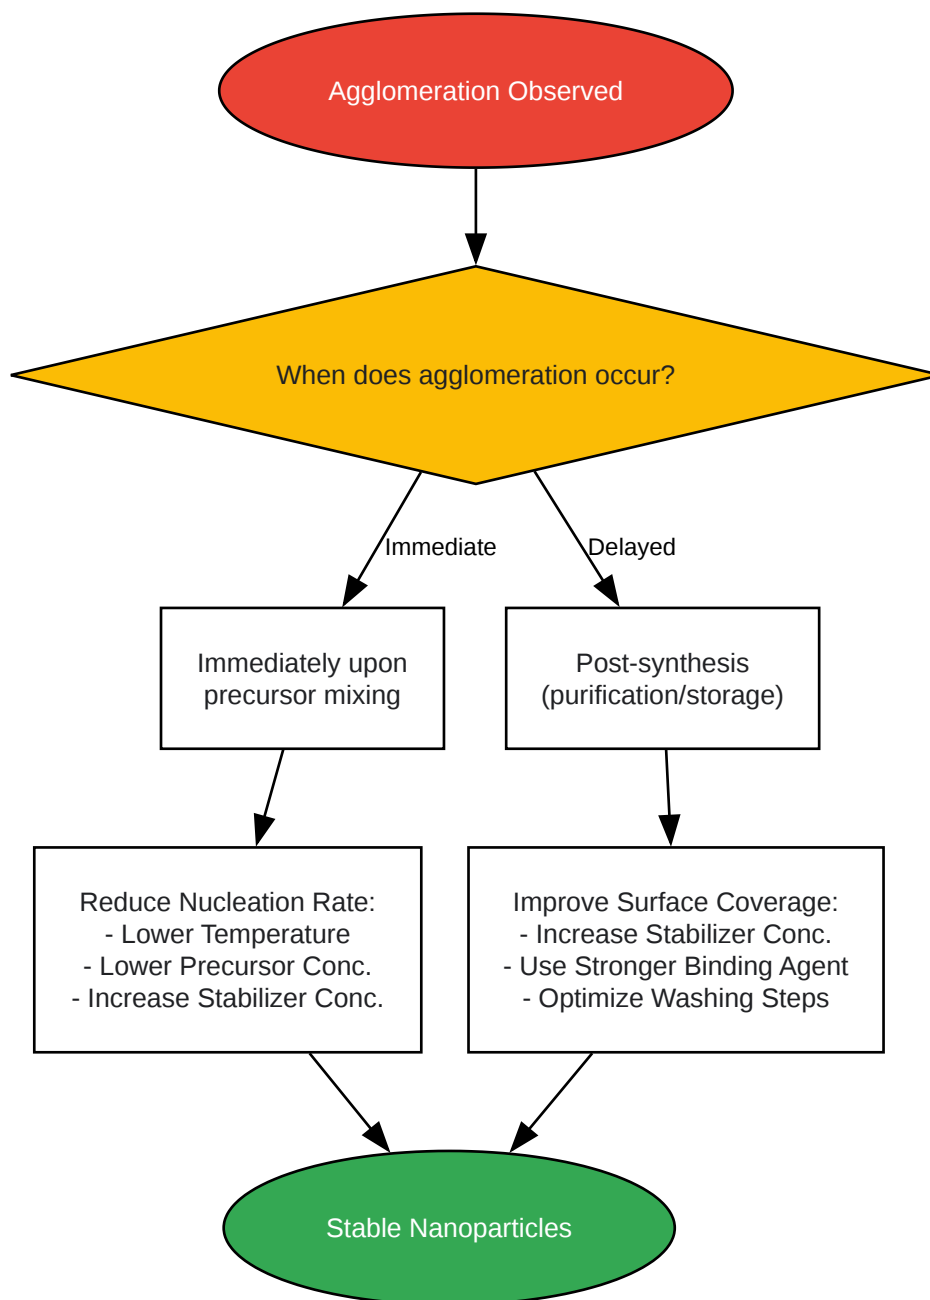 Agglomeration Observed
When does agglomeration occur?
Immediate
Delayed
Immediately upon
precursor mixing
Post-synthesis
(purification/storage)
Reduce Nucleation Rate:
- Lower Temperature
- Lower Precursor Conc.
- Increase Stabilizer Conc.
Improve Surface Coverage:
- Increase Stabilizer Conc.
- Use Stronger Binding Agent
- Optimize Washing Steps
Stable Nanoparticles